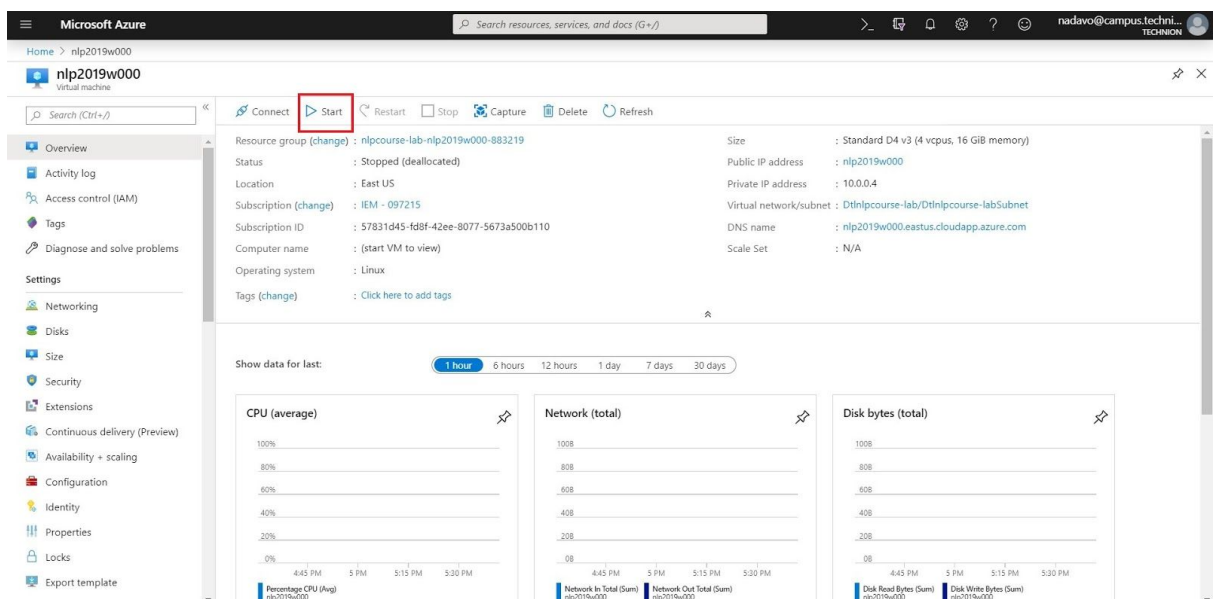 Microsoft Azure
Search resources, services, and docs (G+/)
nadavo@campus.techni...
TECHNION
Home > nlp2019w000
nlp2019w000
Virtual machine
Search (Ctrl+/)
Connect Start Restart Stop Capture Delete Refresh
Overview
Activity log
Access control (IAM)
Tags
Diagnose and solve problems
Settings
Networking
Disks
Size
Security
Extensions
Continuous delivery (Preview)
Availability + scaling
Configuration
Identity
Properties
Locks
Export template
Resource group (change) : nlpcourse-lab-nlp2019w000-883219
Status : Stopped (deallocated)
Location : East US
Subscription (change) : IEM - 097215
Subscription ID : 57831d45-fd8f-42ee-8077-5673a500b110
Computer name : (start VM to view)
Operating system : Linux
Tags (change) : Click here to add tags
Size : Standard D4 v3 (4 vcpus, 16 GiB memory)
Public IP address : nlp2019w000
Private IP address : 10.0.0.4
Virtual network/subnet : Dtlnlpcourse-lab/Dtlnlpcourse-labSubnet
DNS name : nlp2019w000.eastus.cloudapp.azure.com
Scale Set : N/A
Show data for last: 1 hour 6 hours 12 hours 1 day 7 days 30 days
CPU (average)
100%
80%
60%
40%
20%
0%
4:45 PM 5 PM 5:15 PM 5:30 PM
Percentage CPU (Avg)
nlp2019w000
Network (total)
100B
80B
60B
40B
20B
0B
4:45 PM 5 PM 5:15 PM 5:30 PM
Network In Total (Sum) Network Out Total (Sum)
nlp2019w000 nlp2019w000
Disk bytes (total)
100B
80B
60B
40B
20B
0B
4:45 PM 5 PM 5:15 PM 5:30 PM
Disk Read Bytes (Sum) Disk Write Bytes (Sum)
nlp2019w000 nlp2019w000